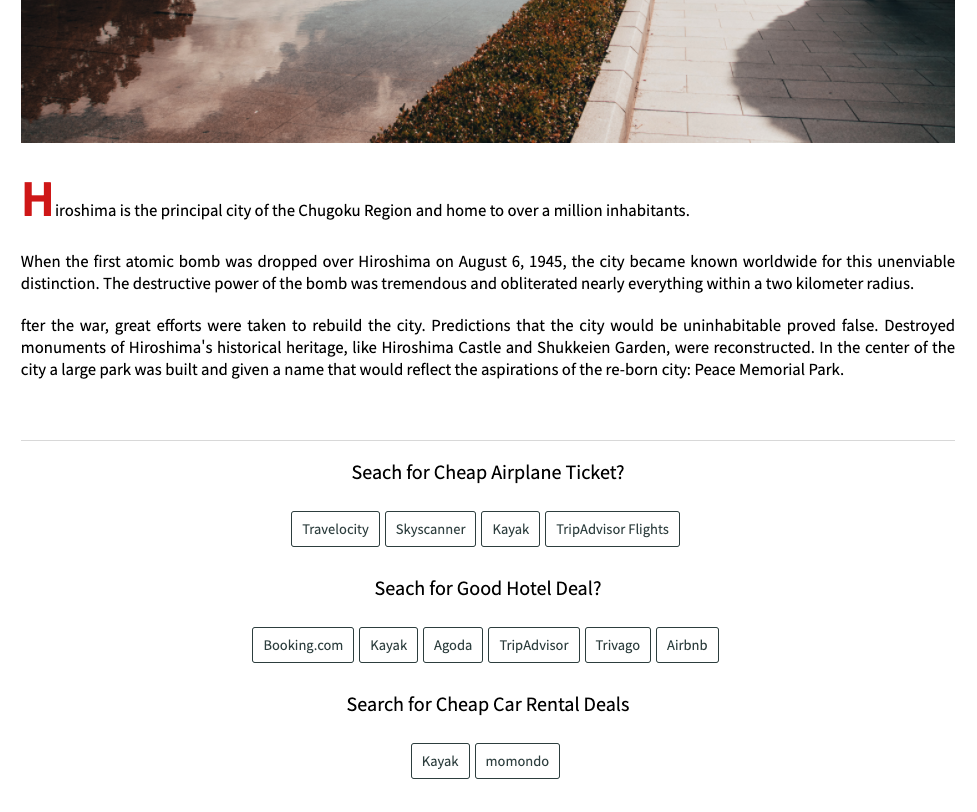 Hiroshima is the principal city of the Chugoku Region and home to over a million inhabitants.
When the first atomic bomb was dropped over Hiroshima on August 6, 1945, the city became known worldwide for this unenviable
distinction. The destructive power of the bomb was tremendous and obliterated nearly everything within a two kilometer radius.
fter the war, great efforts were taken to rebuild the city. Predictions that the city would be uninhabitable proved false. Destroyed
monuments of Hiroshima's historical heritage, like Hiroshima Castle and Shukkeien Garden, were reconstructed. In the center of the
city a large park was built and given a name that would reflect the aspirations of the re-born city: Peace Memorial Park.
Seach for Cheap Airplane Ticket?
Travelocity Skyscanner Kayak TripAdvisor Flights
Seach for Good Hotel Deal?
Booking.com Kayak Agoda TripAdvisor Trivago Airbnb
Search for Cheap Car Rental Deals
Kayak momondo